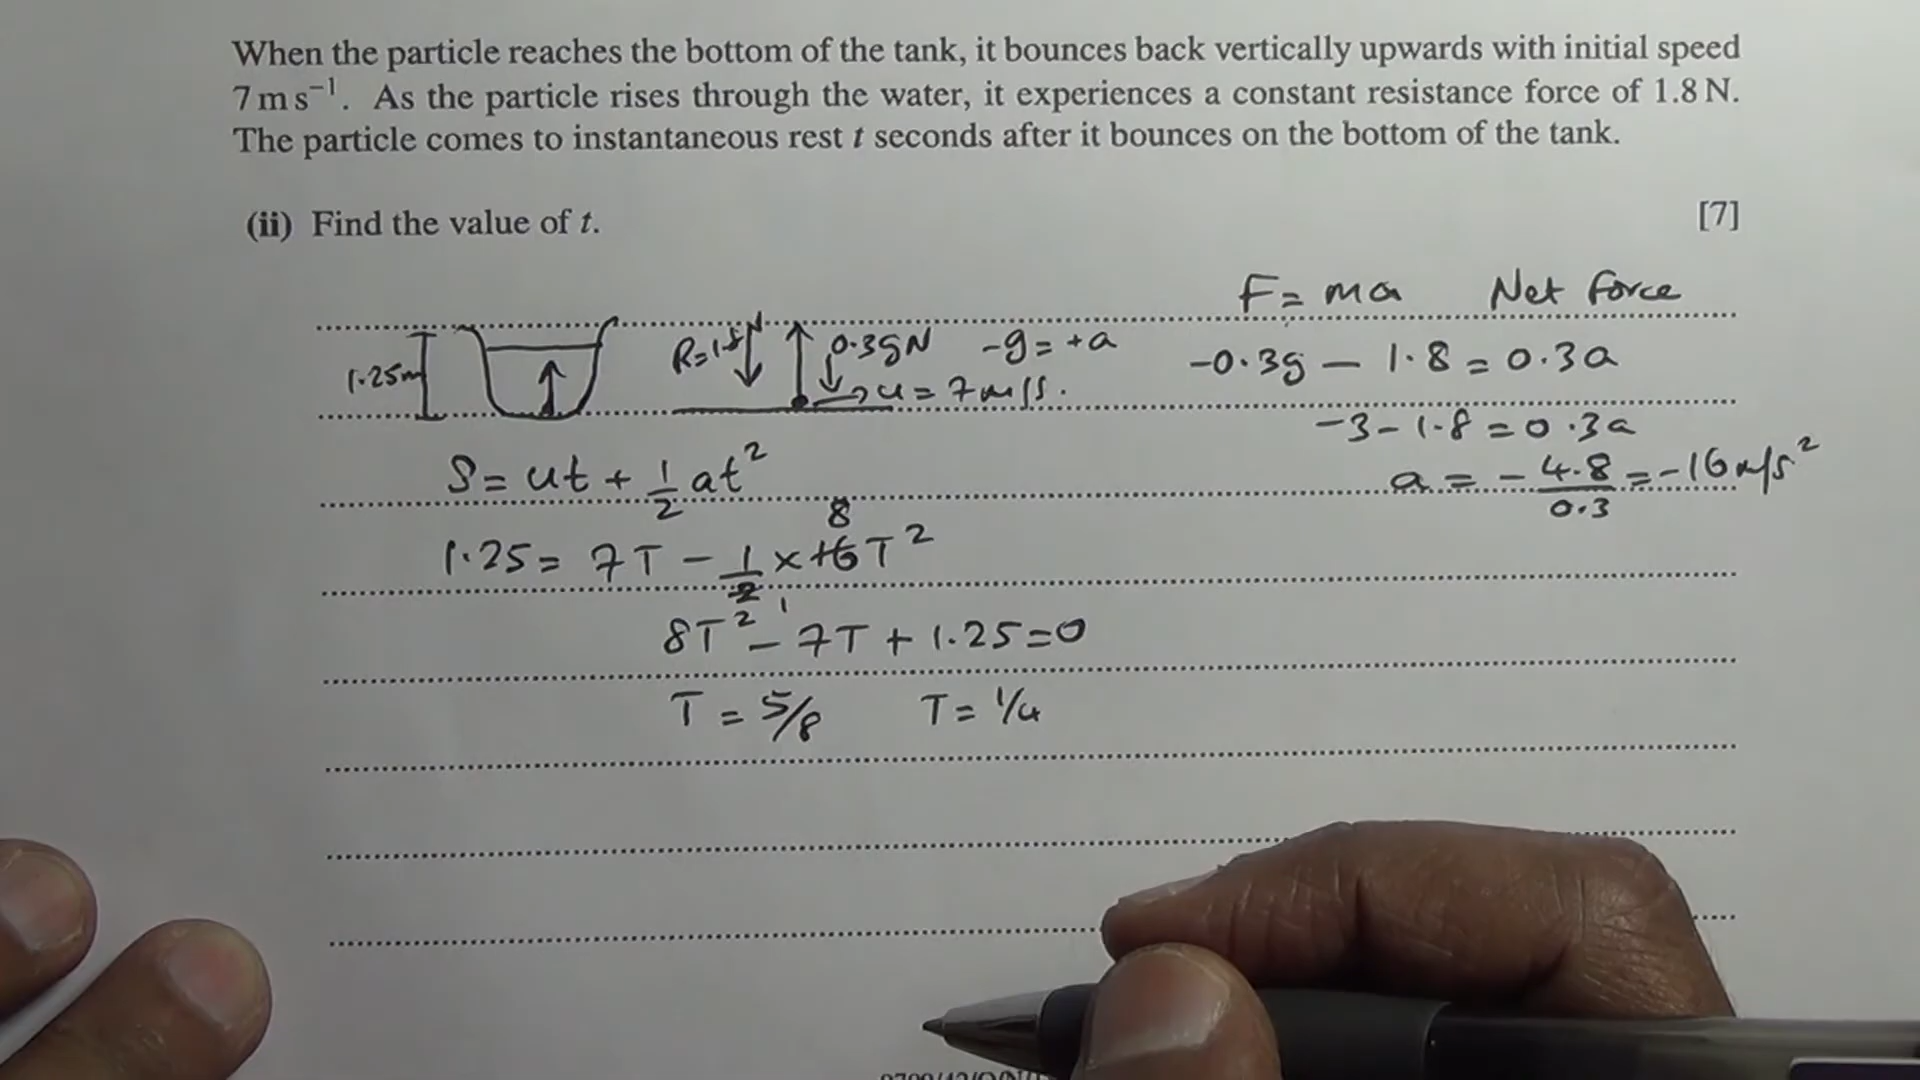 When the particle reaches the bottom of the tank, it bounces back vertically upwards with initial speed
7 m s⁻¹. As the particle rises through the water, it experiences a constant resistance force of 1.8 N.
The particle comes to instantaneous rest t seconds after it bounces on the bottom of the tank.
(ii) Find the value of t. [7]
F = ma Net force
1.25m R=1.8N 0.3gN -g = +a
u = 7m/s.
-0.3g - 1.8 = 0.3a
-3 - 1.8 = 0.3a
S = ut + 1/2 at²
a = - 4.8/0.3 = -16 m/s²
8
1.25 = 7T - 1/2 × 16T²
1
8T² - 7T + 1.25 = 0
T = 5/8 T = 1/4